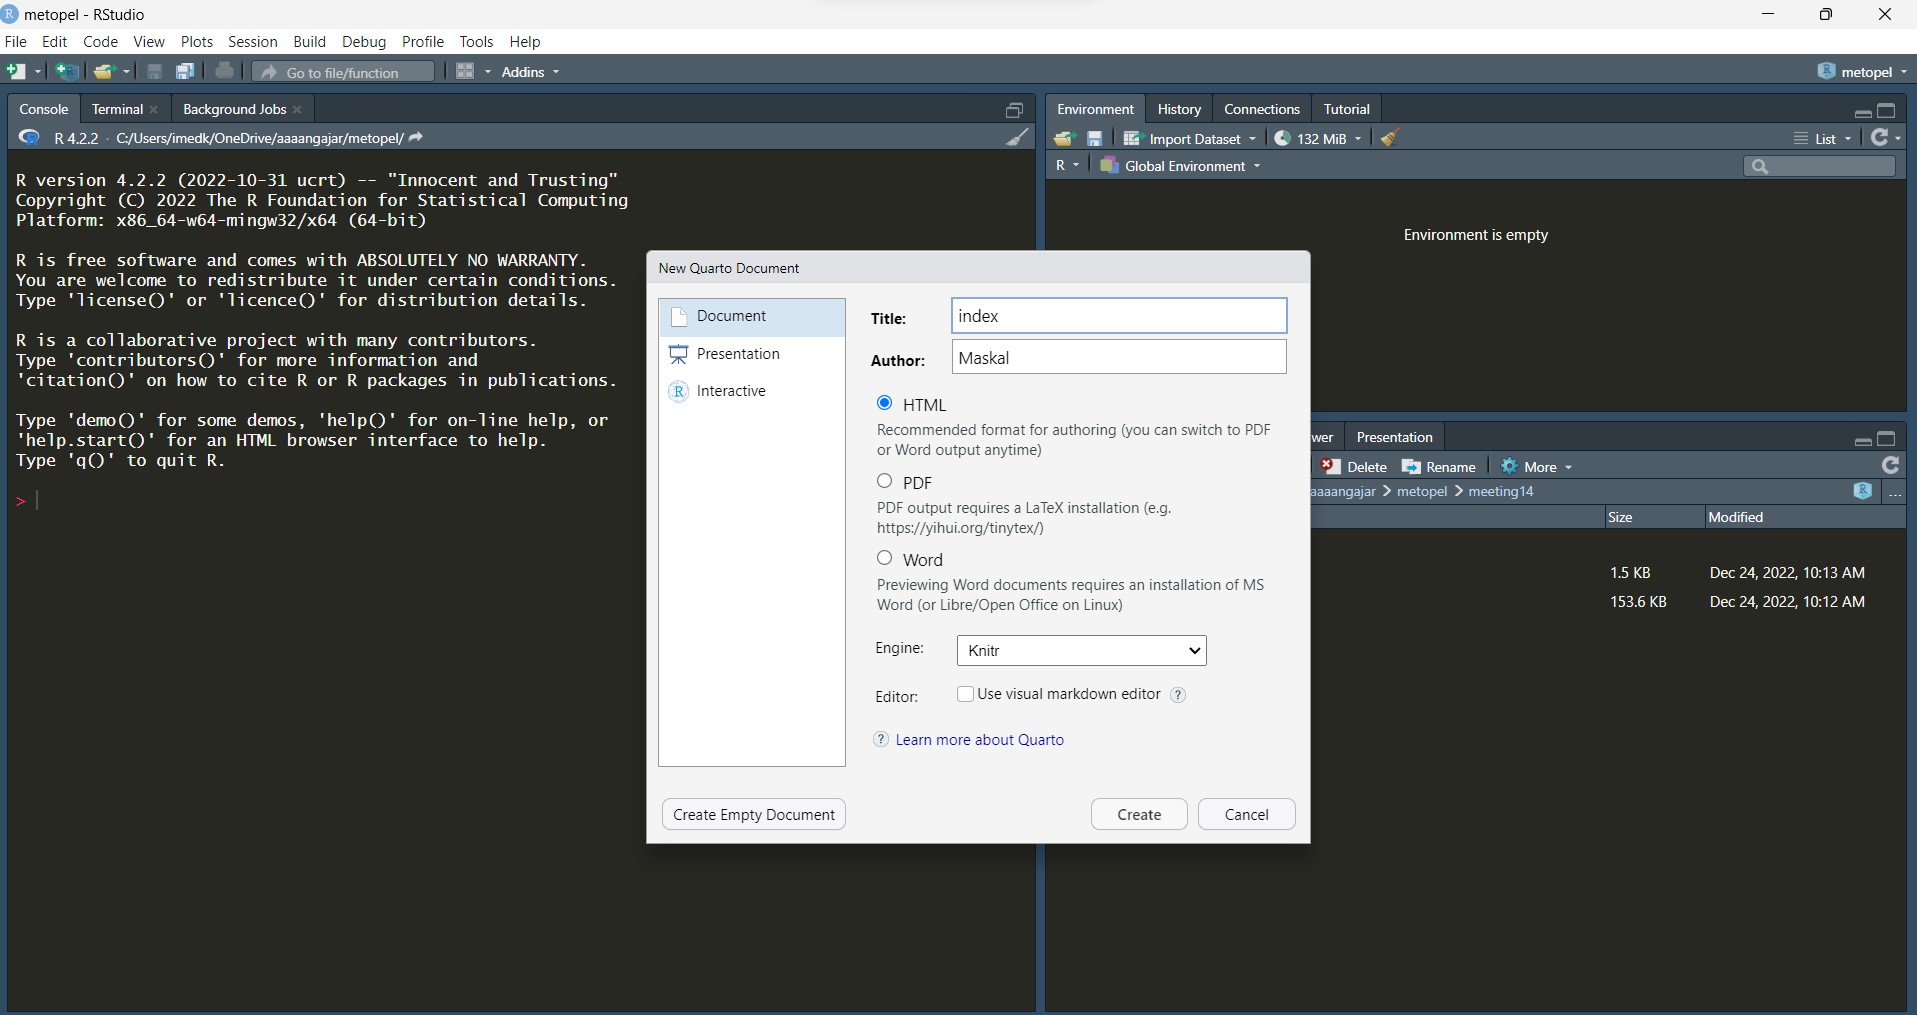 metopel - RStudio
File Edit Code View Plots Session Build Debug Profile Tools Help
Go to file/function Addins metopel
Console Terminal Background Jobs
R 4.2.2 · C:/Users/imedk/OneDrive/aaaangajar/metopel/
R version 4.2.2 (2022-10-31 ucrt) -- "Innocent and Trusting"
Copyright (C) 2022 The R Foundation for Statistical Computing
Platform: x86_64-w64-mingw32/x64 (64-bit)
R is free software and comes with ABSOLUTELY NO WARRANTY.
You are welcome to redistribute it under certain conditions.
Type 'license()' or 'licence()' for distribution details.
R is a collaborative project with many contributors.
Type 'contributors()' for more information and
'citation()' on how to cite R or R packages in publications.
Type 'demo()' for some demos, 'help()' for on-line help, or
'help.start()' for an HTML browser interface to help.
Type 'q()' to quit R.
>
Environment History Connections Tutorial
Import Dataset 132 MiB List
R Global Environment
Environment is empty
New Quarto Document
Document
Presentation
Interactive
Title: index
Author: Maskal
HTML
Recommended format for authoring (you can switch to PDF
or Word output anytime)
PDF
PDF output requires a LaTeX installation (e.g.
https://yihui.org/tinytex/)
Word
Previewing Word documents requires an installation of MS
Word (or Libre/Open Office on Linux)
Engine: Knitr
Editor: Use visual markdown editor ?
? Learn more about Quarto
Create Empty Document Create Cancel
wer Presentation
Delete Rename More
aaaangajar > metopel > meeting14 ...
Size Modified
1.5 KB Dec 24, 2022, 10:13 AM
153.6 KB Dec 24, 2022, 10:12 AM